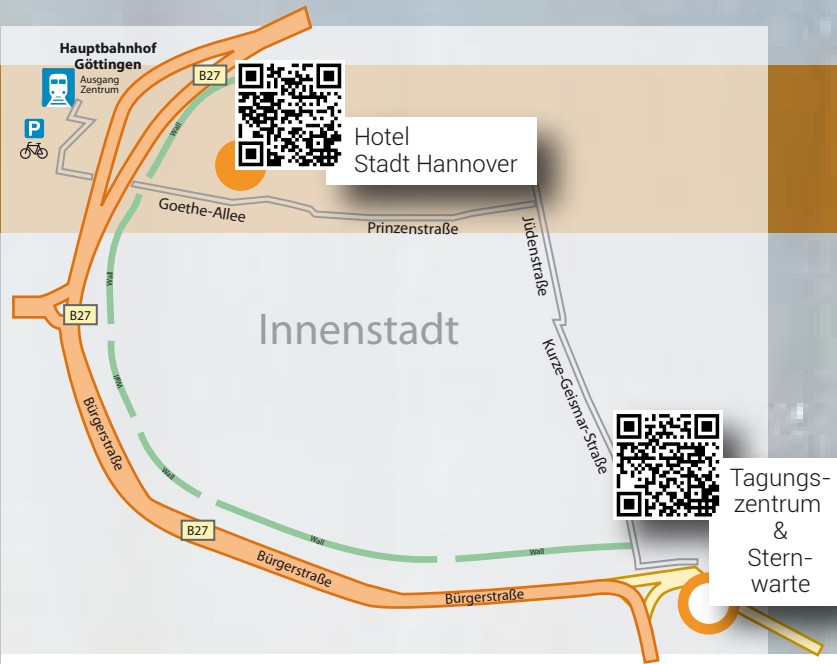 Hauptbahnhof
Göttingen
Ausgang
Zentrum
P
B27
Wall
Hotel
Stadt Hannover
Goethe-Allee
Prinzenstraße
Jüdenstraße
Wall
B27
Innenstadt
Wall
Kurze-Geismar-Straße
Bürgerstraße
Wall
Tagungs-
zentrum
&
Stern-
warte
B27
Wall
Wall
Bürgerstraße
Bürgerstraße